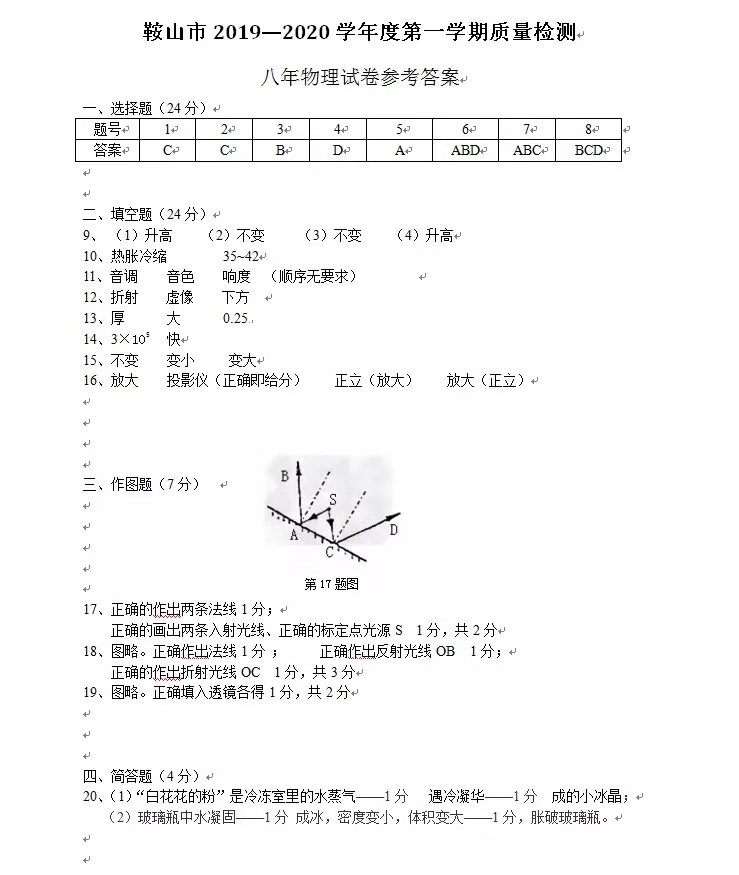 鞍山市2019—2020学年度第一学期质量检测
八年物理试卷参考答案
一、选择题（24分）
题号 1 2 3 4 5 6 7 8
答案 C C B D A ABD ABC BCD
二、填空题（24分）
9、（1）升高 （2）不变 （3）不变 （4）升高
10、热胀冷缩 35~42
11、音调 音色 响度 （顺序无要求）
12、折射 虚像 下方
13、厚 大 0.25
14、3×10⁵ 快
15、不变 变小 变大
16、放大 投影仪（正确即给分） 正立（放大） 放大（正立）
三、作图题（7分）
B
S
A
D
C
第17题图
17、正确的作出两条法线1分；
正确的画出两条入射光线、正确的标定点光源S 1分，共2分
18、图略。正确作出法线1分； 正确作出反射光线OB 1分；
正确的作出折射光线OC 1分，共3分
19、图略。正确填入透镜各得1分，共2分
四、简答题（4分）
20、（1）“白花花的粉”是冷冻室里的水蒸气——1分 遇冷凝华——1分 成的小冰晶；
（2）玻璃瓶中水凝固——1分 成冰，密度变小，体积变大——1分，胀破玻璃瓶。